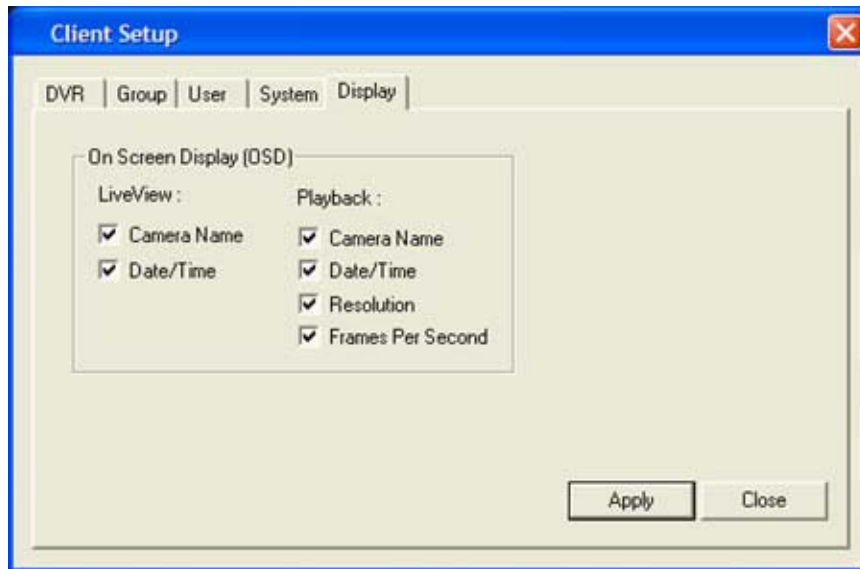 Client Setup
DVR Group User System Display
On Screen Display (OSD)
LiveView :
Camera Name
Date/Time
Playback :
Camera Name
Date/Time
Resolution
Frames Per Second
Apply Close